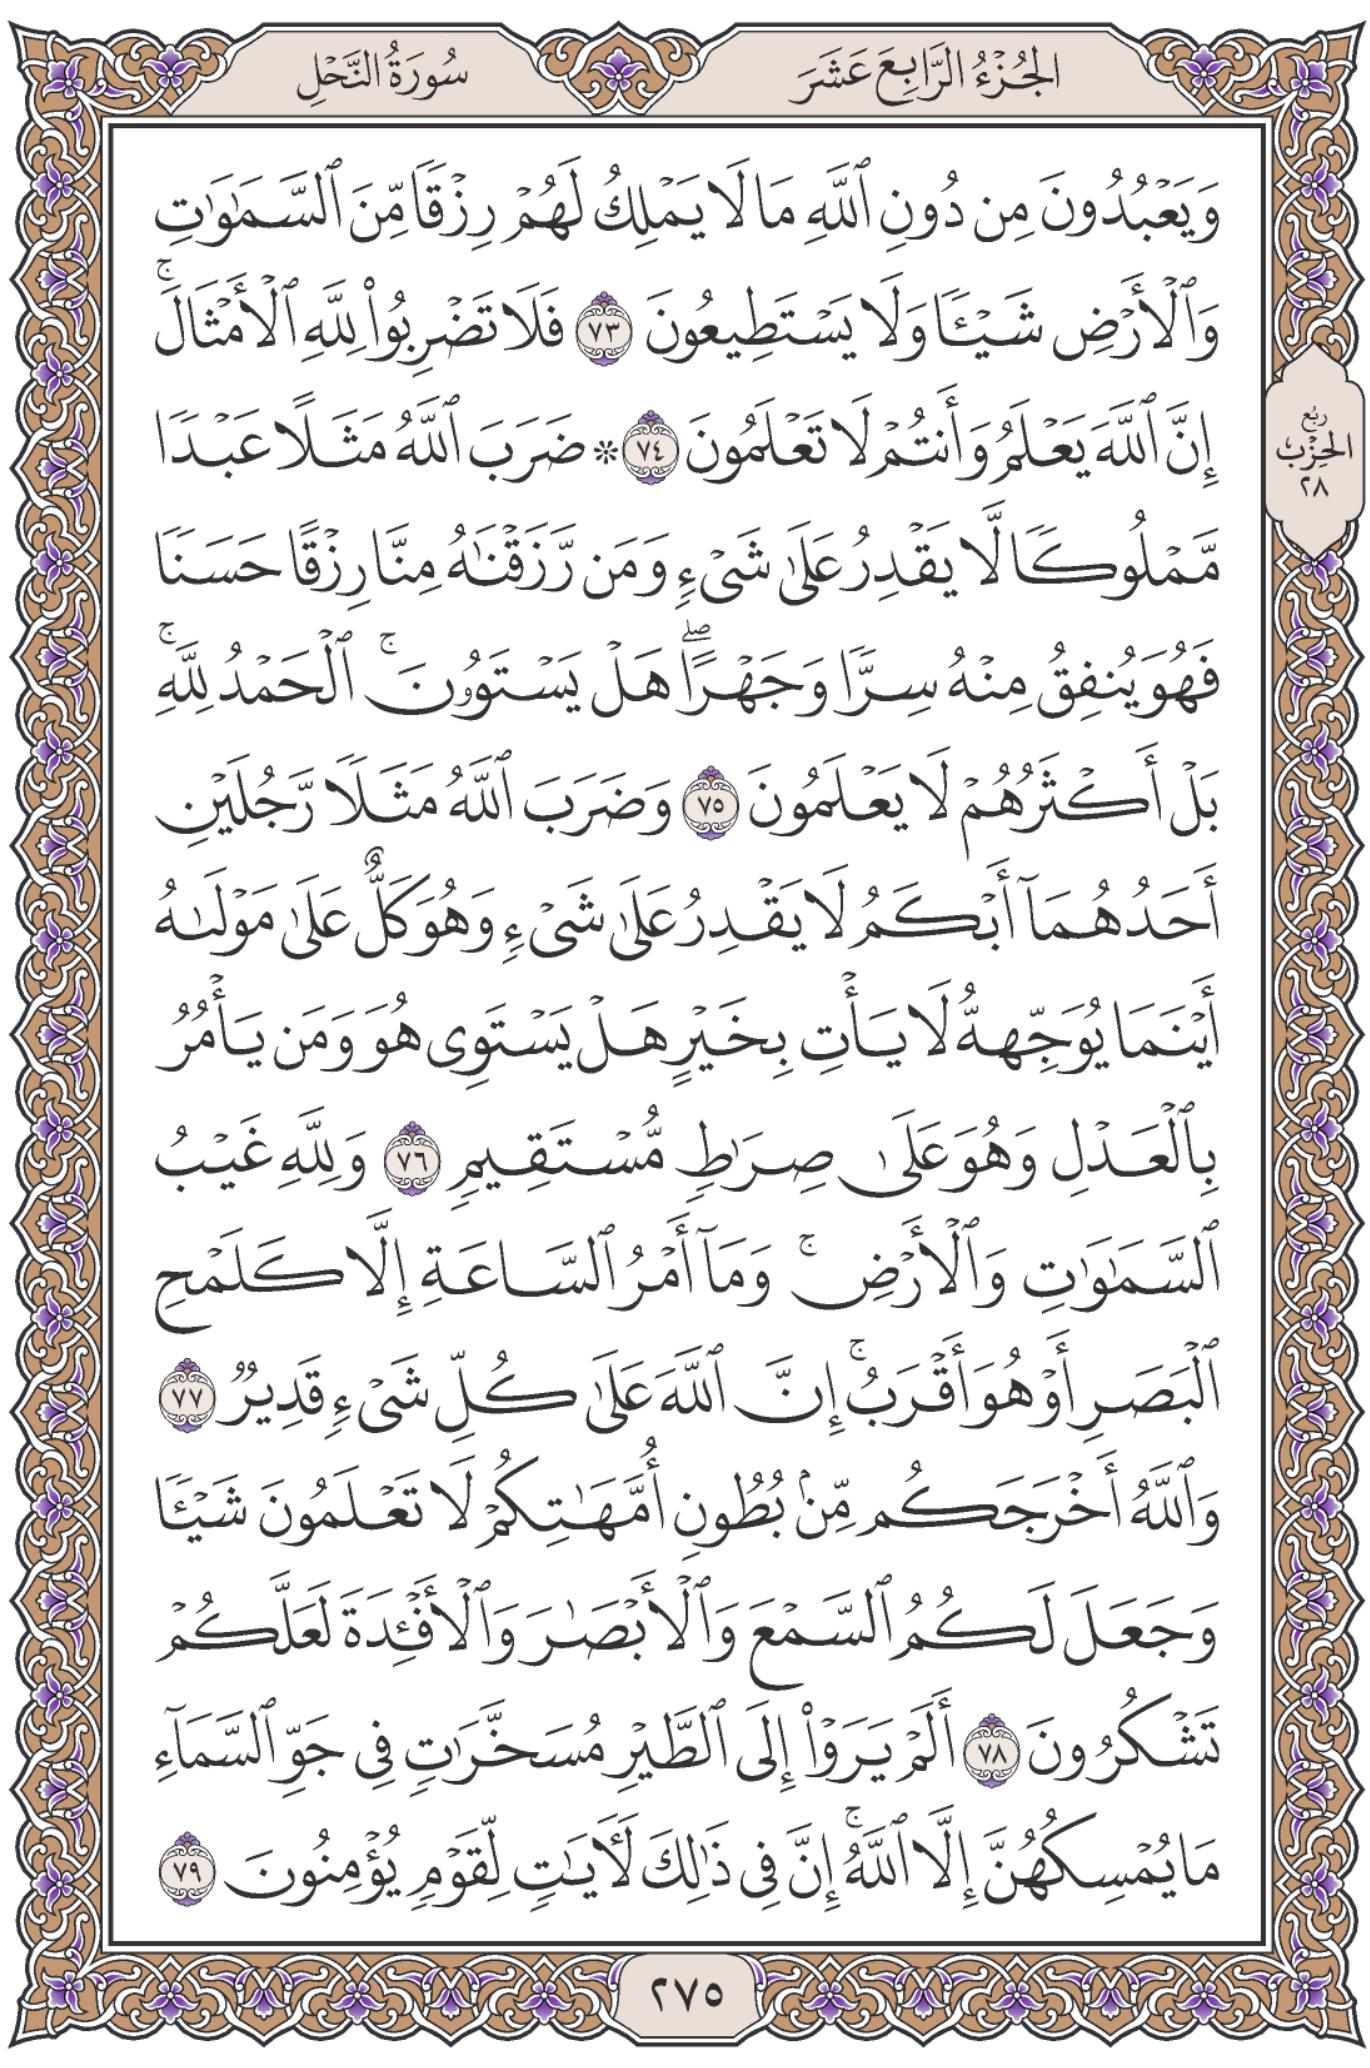 الجُزْءُ الرَّابِعَ عَشَرَ
سُورَةُ النَّحْلِ
وَيَعْبُدُونَ مِن دُونِ ٱللَّهِ مَا لَا يَمْلِكُ لَهُمْ رِزْقًا مِّنَ ٱلسَّمَٰوَٰتِ
وَٱلْأَرْضِ شَيْـًٔا وَلَا يَسْتَطِيعُونَ ٧٣ فَلَا تَضْرِبُوا۟ لِلَّهِ ٱلْأَمْثَالَ ۚ
إِنَّ ٱللَّهَ يَعْلَمُ وَأَنتُمْ لَا تَعْلَمُونَ ٧٤ * ضَرَبَ ٱللَّهُ مَثَلًا عَبْدًا
مَّمْلُوكًا لَّا يَقْدِرُ عَلَىٰ شَىْءٍ وَمَن رَّزَقْنَٰهُ مِنَّا رِزْقًا حَسَنًا
فَهُوَ يُنفِقُ مِنْهُ سِرًّا وَجَهْرًا ۖ هَلْ يَسْتَوُۥنَ ۚ ٱلْحَمْدُ لِلَّهِ ۚ
بَلْ أَكْثَرُهُمْ لَا يَعْلَمُونَ ٧٥ وَضَرَبَ ٱللَّهُ مَثَلًا رَّجُلَيْنِ
أَحَدُهُمَآ أَبْكَمُ لَا يَقْدِرُ عَلَىٰ شَىْءٍ وَهُوَ كَلٌّ عَلَىٰ مَوْلَىٰهُ
أَيْنَمَا يُوَجِّههُّ لَا يَأْتِ بِخَيْرٍ هَلْ يَسْتَوِى هُوَ وَمَن يَأْمُرُ
بِٱلْعَدْلِ وَهُوَ عَلَىٰ صِرَٰطٍ مُّسْتَقِيمٍ ٧٦ وَلِلَّهِ غَيْبُ
ٱلسَّمَٰوَٰتِ وَٱلْأَرْضِ ۚ وَمَآ أَمْرُ ٱلسَّاعَةِ إِلَّا كَلَمْحِ
ٱلْبَصَرِ أَوْ هُوَ أَقْرَبُ ۚ إِنَّ ٱللَّهَ عَلَىٰ كُلِّ شَىْءٍ قَدِيرٌ ٧٧
وَٱللَّهُ أَخْرَجَكُم مِّنۢ بُطُونِ أُمَّهَٰتِكُمْ لَا تَعْلَمُونَ شَيْـًٔا
وَجَعَلَ لَكُمُ ٱلسَّمْعَ وَٱلْأَبْصَٰرَ وَٱلْأَفْـِٔدَةَ لَعَلَّكُمْ
تَشْكُرُونَ ٧٨ أَلَمْ يَرَوْا۟ إِلَى ٱلطَّيْرِ مُسَخَّرَٰتٍ فِى جَوِّ ٱلسَّمَآءِ
مَا يُمْسِكُهُنَّ إِلَّا ٱللَّهُ ۚ إِنَّ فِى ذَٰلِكَ لَـَٔايَٰتٍ لِّقَوْمٍ يُؤْمِنُونَ ٧٩
ربع
الحزب
٢٨
٢٧٥